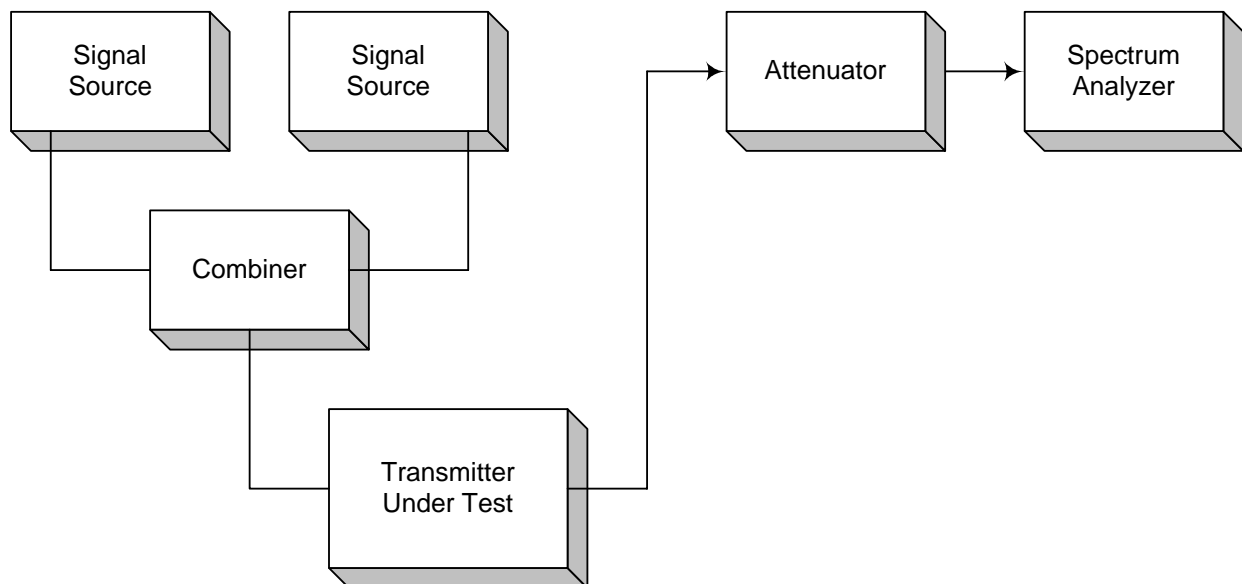 Signal
Source
Signal
Source
Attenuator
Spectrum
Analyzer
Combiner
Transmitter
Under Test